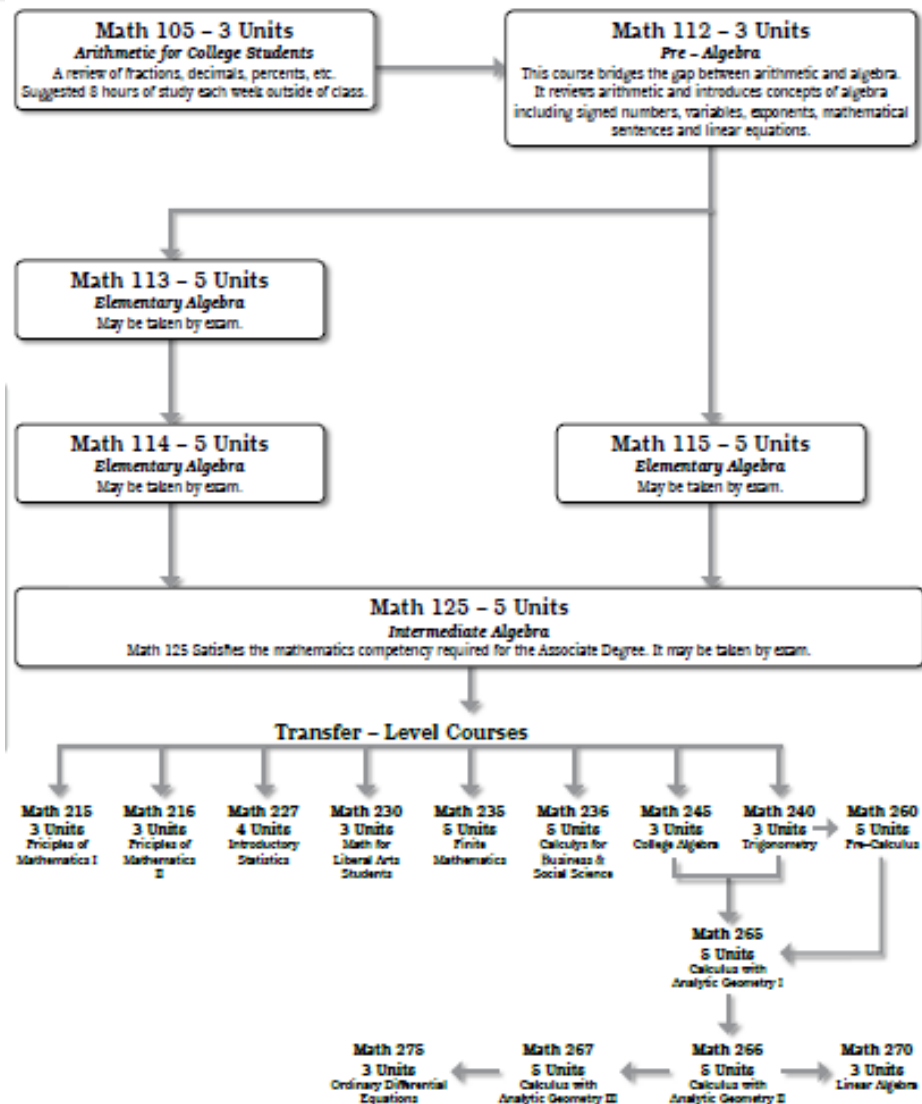 Math 105 – 3 Units
Arithmetic for College Students
A review of fractions, decimals, percents, etc.
Suggested 8 hours of study each week outside of class.
Math 112 – 3 Units
Pre – Algebra
This course bridges the gap between arithmetic and algebra.
It reviews arithmetic and introduces concepts of algebra
including signed numbers, variables, exponents, mathematical
sentences and linear equations.
Math 113 – 5 Units
Elementary Algebra
May be taken by exam.
Math 114 – 5 Units
Elementary Algebra
May be taken by exam.
Math 115 – 5 Units
Elementary Algebra
May be taken by exam.
Math 125 – 5 Units
Intermediate Algebra
Math 125 Satisfies the mathematics competency required for the Associate Degree. It may be taken by exam.
Transfer – Level Courses
Math 215
3 Units
Priciples of
Mathematics I
Math 216
3 Units
Priciples of
Mathematics
II
Math 227
4 Units
Introductory
Statistics
Math 230
3 Units
Math for
Liberal Arts
Students
Math 235
5 Units
Finite
Mathematics
Math 236
5 Units
Calculys for
Business &
Social Science
Math 245
3 Units
College Algebra
Math 240
3 Units
Trigonometry
Math 260
5 Units
Pre-Calculus
Math 265
5 Units
Calculus with
Analytic Geometry I
Math 275
3 Units
Ordinary Differential
Equations
Math 267
5 Units
Calculus with
Analytic Geometry III
Math 266
5 Units
Calculus with
Analytic Geometry II
Math 270
3 Units
Linear Algebra